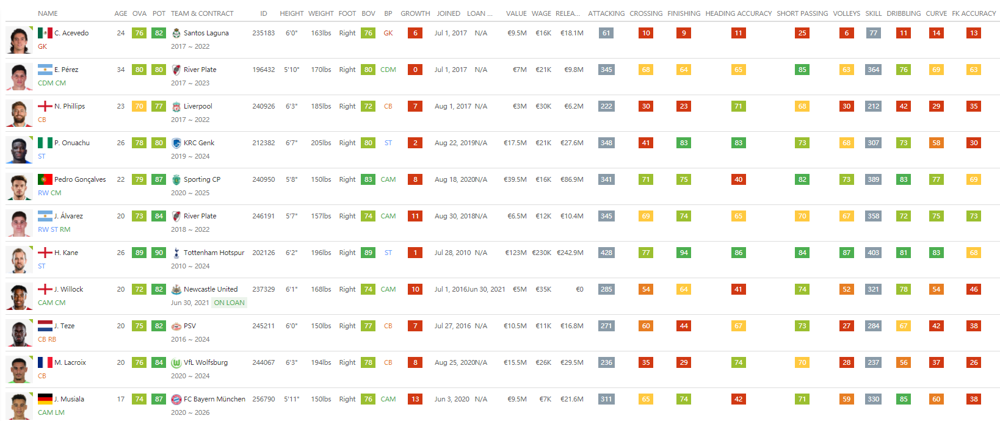 NAME AGE OVA POT TEAM & CONTRACT ID HEIGHT WEIGHT FOOT BOV BP GROWTH JOINED LOAN ... VALUE WAGE RELEA... ATTACKING CROSSING FINISHING HEADING ACCURACY SHORT PASSING VOLLEYS SKILL DRIBBLING CURVE FK ACCURACY
C. Acevedo 24 76 82 Santos Laguna 235183 6'0" 163lbs Right 76 GK 6 Jul 1, 2017 N/A €9.5M €16K €18.1M 61 10 9 11 25 6 77 11 14 13
GK 2017 ~ 2022
E. Pérez 34 80 80 River Plate 196432 5'10" 170lbs Right 80 CDM 0 Jul 1, 2017 N/A €7M €21K €9.8M 345 68 64 65 85 63 364 76 69 63
CDM CM 2017 ~ 2023
N. Phillips 23 70 77 Liverpool 240926 6'3" 185lbs Right 72 CB 7 Aug 1, 2017 N/A €3M €30K €6.2M 222 30 23 71 68 30 212 42 29 35
CB 2017 ~ 2022
P. Onuachu 26 78 80 KRC Genk 212382 6'7" 205lbs Right 80 ST 2 Aug 22, 2019 N/A €17.5M €21K €27.6M 348 41 83 83 73 68 307 73 58 30
ST 2019 ~ 2024
Pedro Gonçalves 22 79 87 Sporting CP 240950 5'8" 150lbs Right 83 CAM 8 Aug 18, 2020 N/A €39.5M €16K €86.9M 341 71 75 40 82 73 389 83 77 69
RW CM 2020 ~ 2025
J. Álvarez 20 73 84 River Plate 246191 5'7" 157lbs Right 74 CAM 11 Aug 30, 2018 N/A €6.5M €12K €10.4M 345 69 74 65 70 67 358 72 75 73
RW ST RM 2018 ~ 2022
H. Kane 26 89 90 Tottenham Hotspur 202126 6'2" 196lbs Right 89 ST 1 Jul 28, 2010 N/A €123M €230K €242.9M 428 77 94 86 84 87 403 81 83 68
ST 2010 ~ 2024
J. Willock 20 72 82 Newcastle United 237329 6'1" 168lbs Right 74 CAM 10 Jul 1, 2016 Jun 30, 2021 €5M €35K €0 285 54 64 41 74 52 321 78 54 46
CAM CM Jun 30, 2021 ON LOAN
J. Teze 20 75 82 PSV 245211 6'0" 150lbs Right 77 CB 7 Jul 27, 2016 N/A €10.5M €11K €16.8M 271 60 44 67 73 27 284 67 42 38
CB RB 2016 ~ 2024
M. Lacroix 20 76 84 VfL Wolfsburg 244067 6'3" 194lbs Right 78 CB 8 Aug 25, 2020 N/A €15.5M €26K €29.5M 236 35 29 74 70 28 237 56 37 26
CB 2020 ~ 2024
J. Musiala 17 74 87 FC Bayern München 256790 5'11" 150lbs Right 76 CAM 13 Jun 3, 2020 N/A €9.5M €7K €21.6M 311 65 74 42 71 59 330 85 60 38
CAM LM 2020 ~ 2026